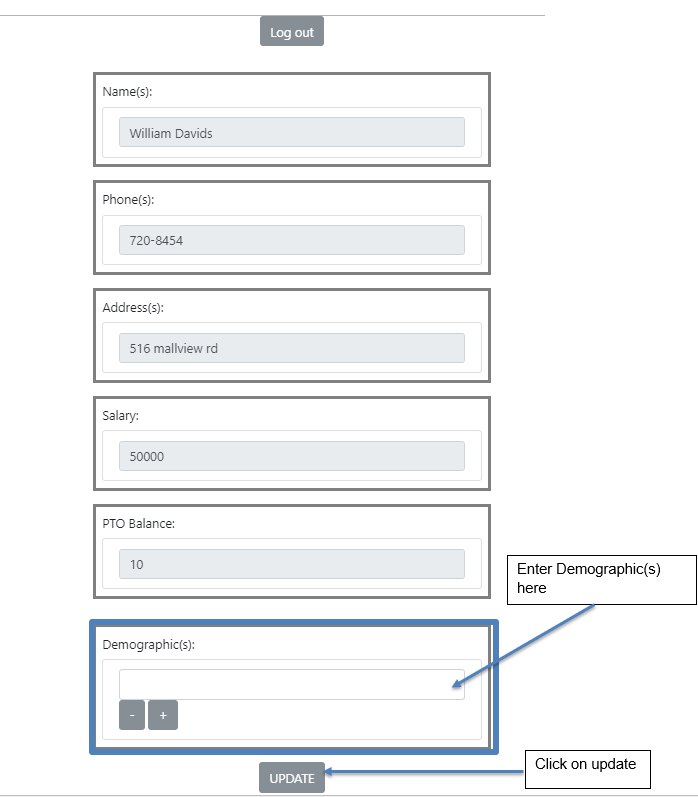 Log out
Name(s):
William Davids
Phone(s):
720-8454
Address(s):
516 mallview rd
Salary:
50000
PTO Balance:
10
Enter Demographic(s)
here
Demographic(s):
- +
Click on update
UPDATE